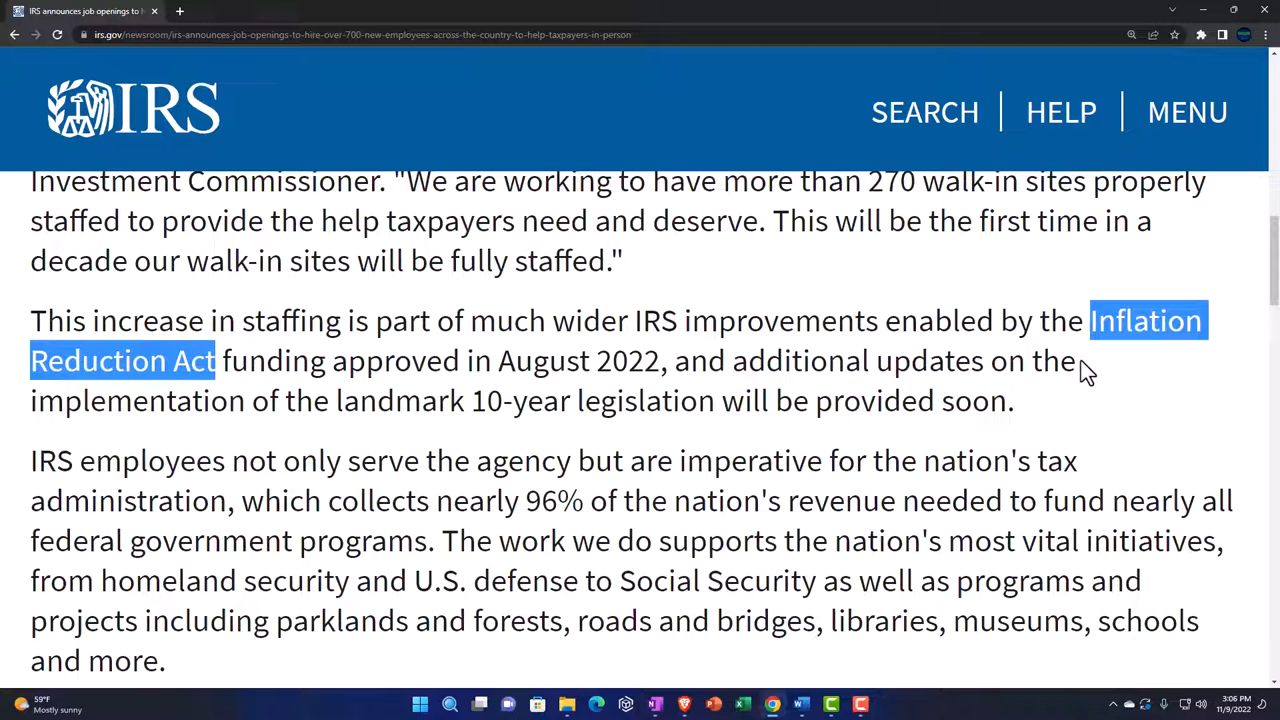 IRS announces job openings to h
irs.gov/newsroom/irs-announces-job-openings-to-hire-over-700-new-employees-across-the-country-to-help-taxpayers-in-person
IRS
SEARCH
HELP
MENU
Investment Commissioner. "We are working to have more than 270 walk-in sites properly
staffed to provide the help taxpayers need and deserve. This will be the first time in a
decade our walk-in sites will be fully staffed."
This increase in staffing is part of much wider IRS improvements enabled by the Inflation
Reduction Act funding approved in August 2022, and additional updates on the
implementation of the landmark 10-year legislation will be provided soon.
IRS employees not only serve the agency but are imperative for the nation's tax
administration, which collects nearly 96% of the nation's revenue needed to fund nearly all
federal government programs. The work we do supports the nation's most vital initiatives,
from homeland security and U.S. defense to Social Security as well as programs and
projects including parklands and forests, roads and bridges, libraries, museums, schools
and more.
59°F
Mostly sunny
3:06 PM
11/9/2022